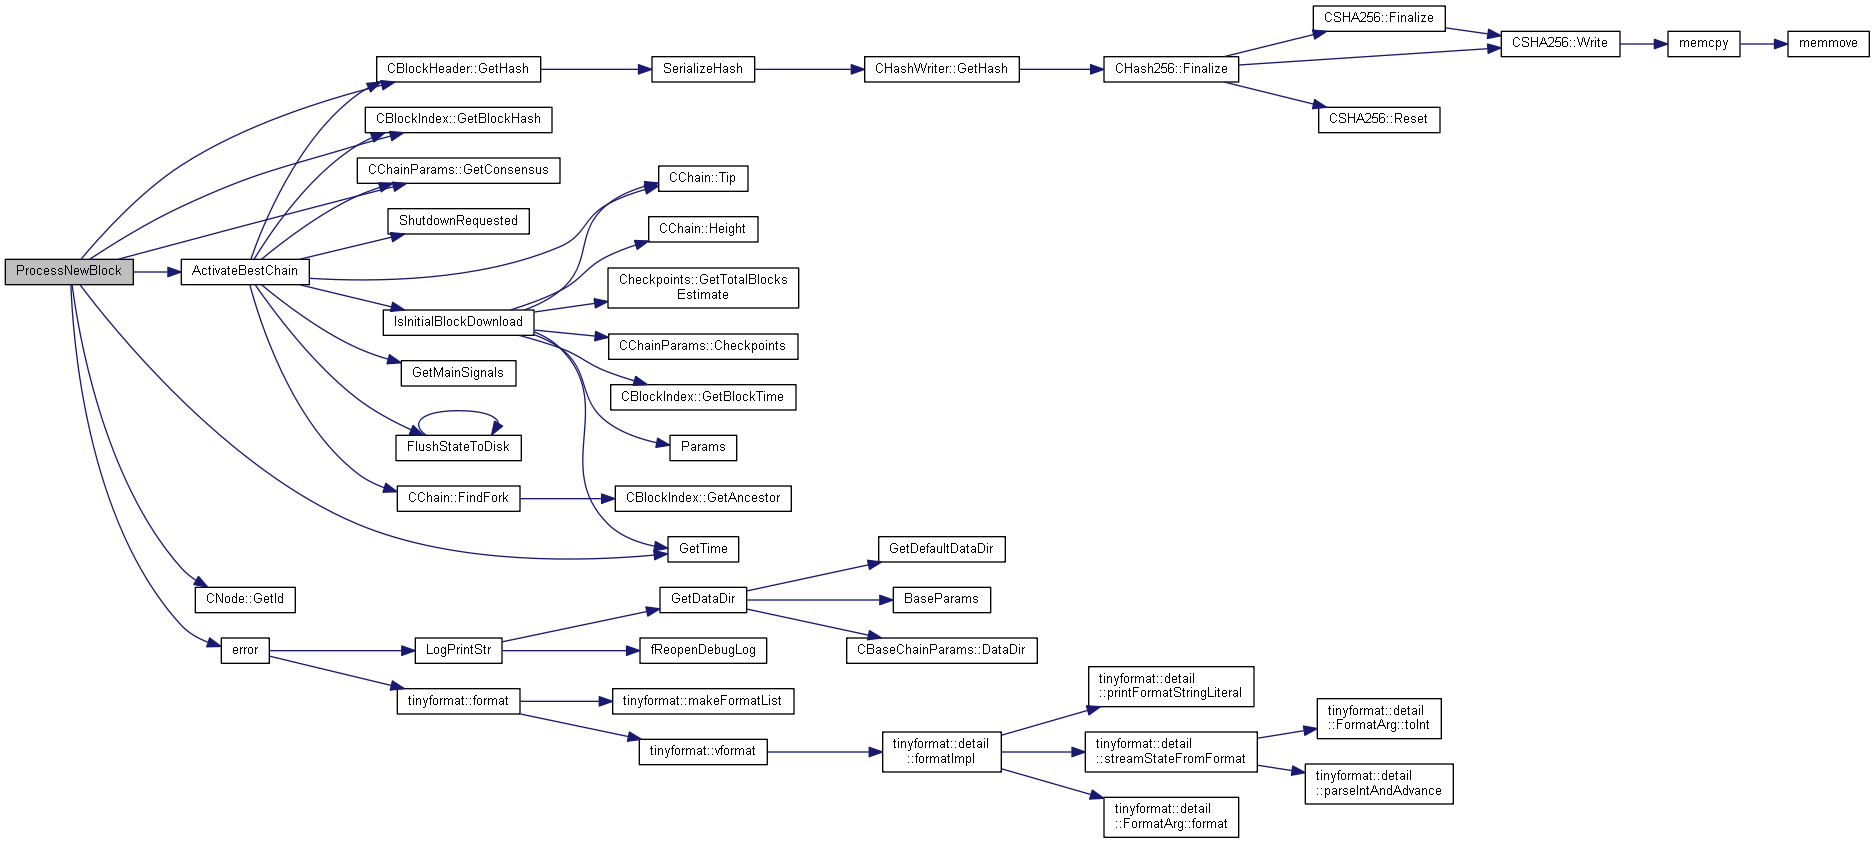 CSHA256::Finalize
CSHA256::Write
memcpy
memmove
CBlockHeader::GetHash
SerializeHash
CHashWriter::GetHash
CHash256::Finalize
CBlockIndex::GetBlockHash
CSHA256::Reset
CChainParams::GetConsensus
CChain::Tip
ShutdownRequested
CChain::Height
ProcessNewBlock
ActivateBestChain
Checkpoints::GetTotalBlocks
Estimate
IsInitialBlockDownload
CChainParams::Checkpoints
GetMainSignals
CBlockIndex::GetBlockTime
FlushStateToDisk
Params
CChain::FindFork
CBlockIndex::GetAncestor
GetTime
GetDefaultDataDir
CNode::GetId
GetDataDir
BaseParams
error
LogPrintStr
fReopenDebugLog
CBaseChainParams::DataDir
tinyformat::format
tinyformat::makeFormatList
tinyformat::detail
::printFormatStringLiteral
tinyformat::detail
::FormatArg::toInt
tinyformat::vformat
tinyformat::detail
::formatImpl
tinyformat::detail
::streamStateFromFormat
tinyformat::detail
::parseIntAndAdvance
tinyformat::detail
::FormatArg::format